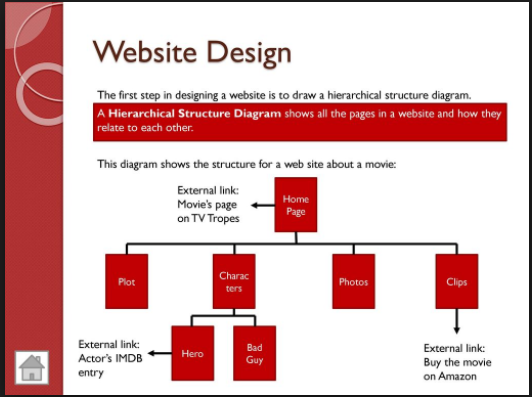 Website Design
The first step in designing a website is to draw a hierarchical structure diagram.
A Hierarchical Structure Diagram shows all the pages in a website and how they
relate to each other.
This diagram shows the structure for a web site about a movie:
External link:
Movie's page
on TV Tropes
Home
Page
Plot
Charac
ters
Photos
Clips
External link:
Actor's IMDB
entry
Hero
Bad
Guy
External link:
Buy the movie
on Amazon